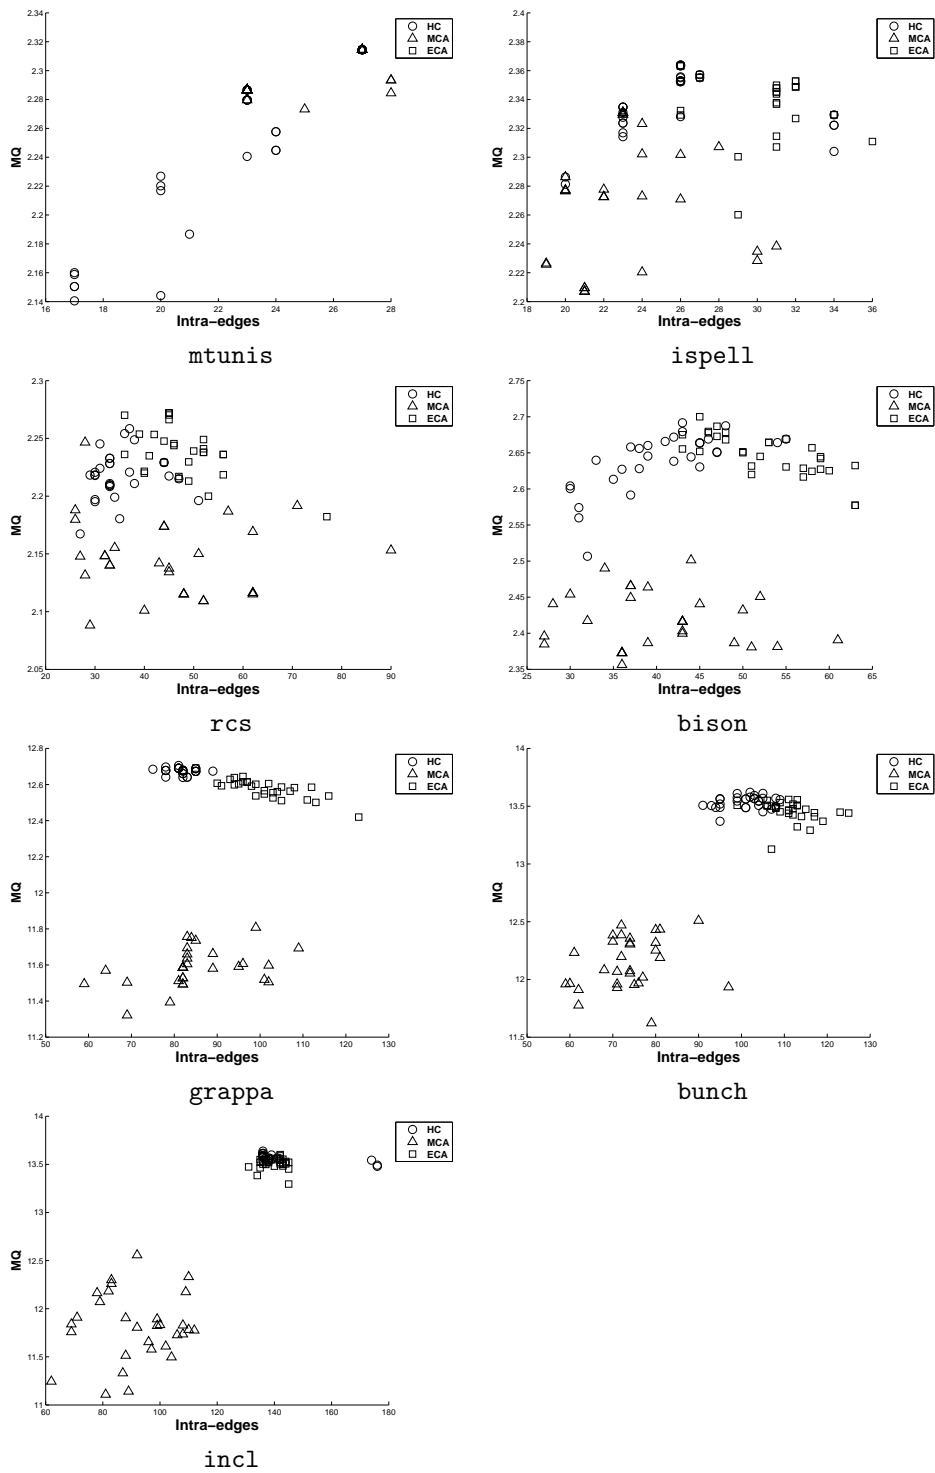 2.34
2.32
2.3
2.28
2.26
2.24
2.22
2.2
2.18
2.16
2.14
MQ
16 18 20 22 24 26 28
Intra−edges
HC
MCA
ECA
mtunis
2.4
2.38
2.36
2.34
2.32
2.3
2.28
2.26
2.24
2.22
2.2
MQ
18 20 22 24 26 28 30 32 34 36
Intra−edges
HC
MCA
ECA
ispell
2.3
2.25
2.2
2.15
2.1
2.05
MQ
20 30 40 50 60 70 80 90
Intra−edges
HC
MCA
ECA
rcs
2.75
2.7
2.65
2.6
2.55
2.5
2.45
2.4
2.35
MQ
25 30 35 40 45 50 55 60 65
Intra−edges
HC
MCA
ECA
bison
12.8
12.6
12.4
12.2
12
11.8
11.6
11.4
11.2
MQ
50 60 70 80 90 100 110 120 130
Intra−edges
HC
MCA
ECA
grappa
14
13.5
13
12.5
12
11.5
MQ
50 60 70 80 90 100 110 120 130
Intra−edges
HC
MCA
ECA
bunch
14
13.5
13
12.5
12
11.5
11
MQ
60 80 100 120 140 160 180
Intra−edges
HC
MCA
ECA
incl